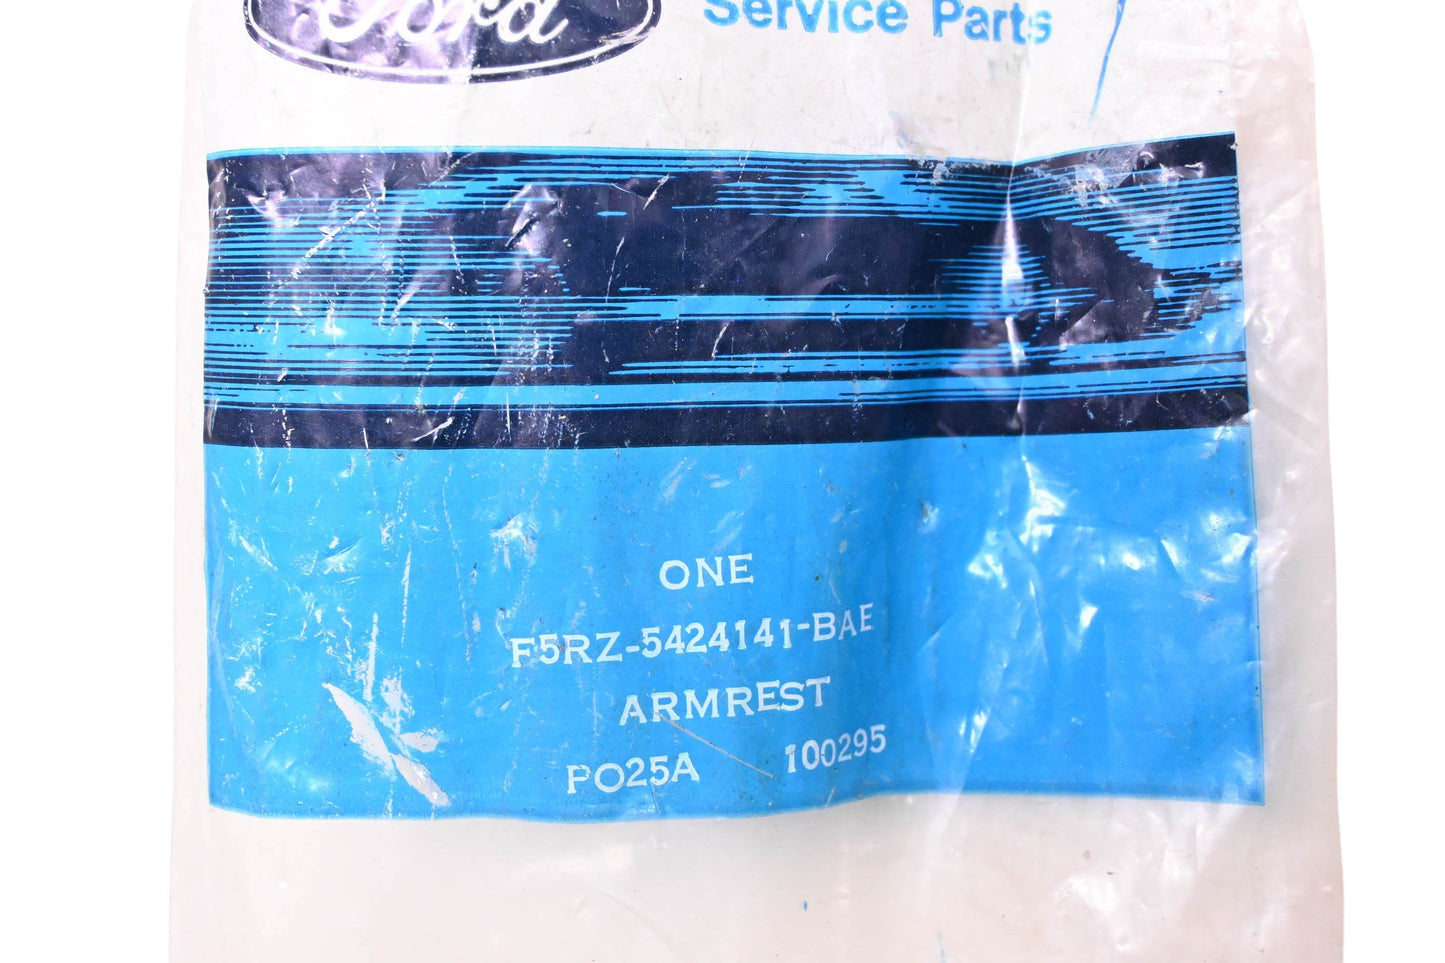 Ford
Service Parts
ONE
F5RZ-5424141-BAE
ARMREST
PO25A 100295